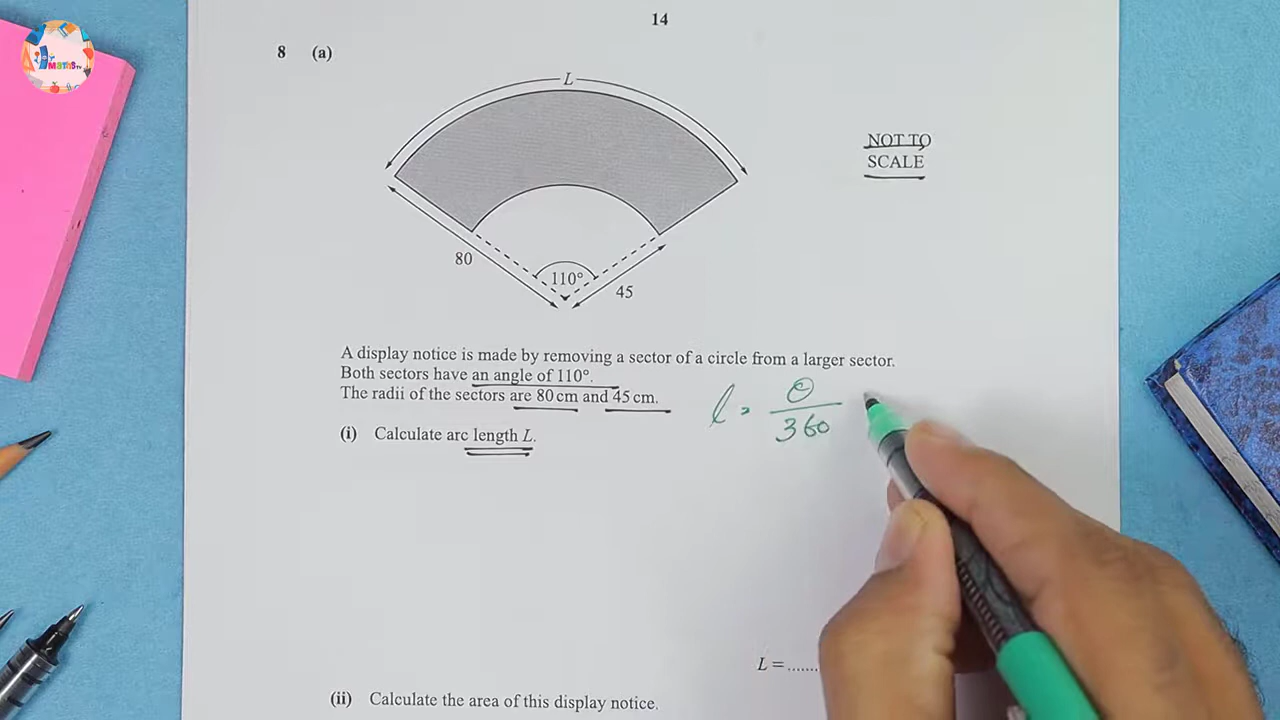 14
8 (a)
L
NOT TO
SCALE
80
110°
45
A display notice is made by removing a sector of a circle from a larger sector.
Both sectors have an angle of 110°.
The radii of the sectors are 80 cm and 45 cm.
l = θ
360
(i) Calculate arc length L.
L = ........
(ii) Calculate the area of this display notice.
MATHS TV